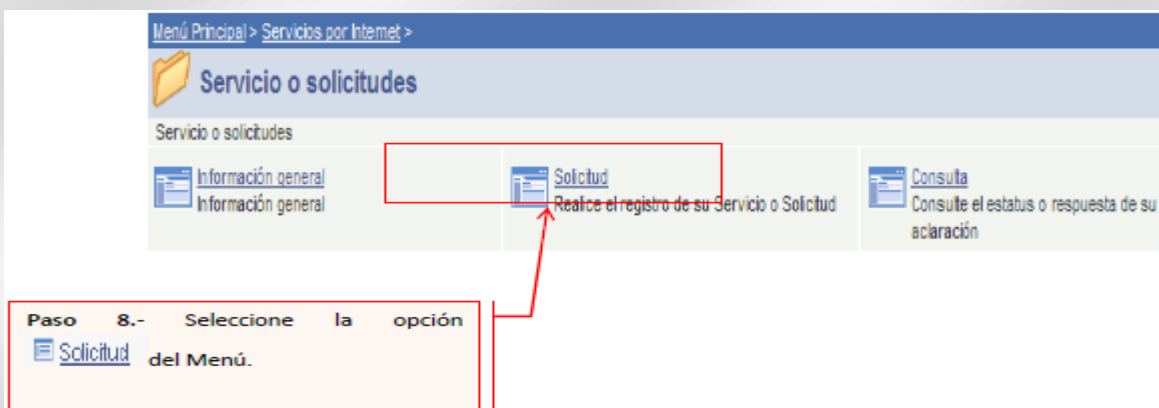 Menú Principal > Servicios por Internet >
Servicio o solicitudes
Servicio o solicitudes
Información general
Información general
Solicitud
Realice el registro de su Servicio o Solicitud
Consulta
Consulte el estatus o respuesta de su
aclaración
Paso 8.- Seleccione la opción
Solicitud del Menú.